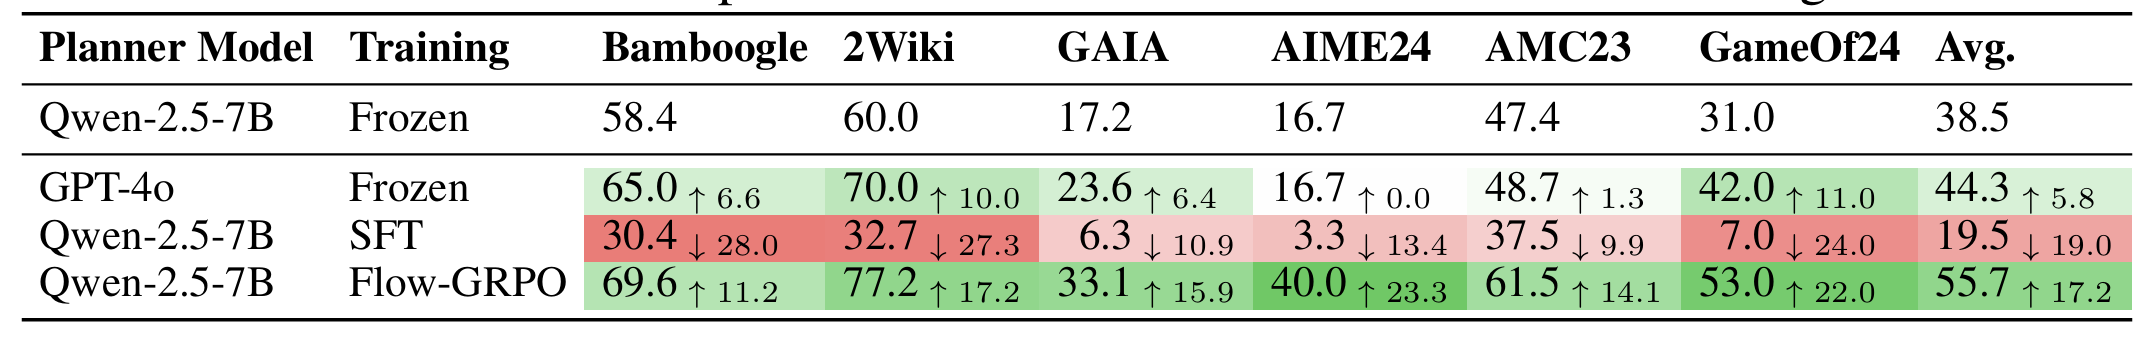 Planner Model Training Bamboogle 2Wiki GAIA AIME24 AMC23 GameOf24 Avg.
Qwen-2.5-7B Frozen 58.4 60.0 17.2 16.7 47.4 31.0 38.5
GPT-4o Frozen 65.0 ↑ 6.6 70.0 ↑ 10.0 23.6 ↑ 6.4 16.7 ↑ 0.0 48.7 ↑ 1.3 42.0 ↑ 11.0 44.3 ↑ 5.8
Qwen-2.5-7B SFT 30.4 ↓ 28.0 32.7 ↓ 27.3 6.3 ↓ 10.9 3.3 ↓ 13.4 37.5 ↓ 9.9 7.0 ↓ 24.0 19.5 ↓ 19.0
Qwen-2.5-7B Flow-GRPO 69.6 ↑ 11.2 77.2 ↑ 17.2 33.1 ↑ 15.9 40.0 ↑ 23.3 61.5 ↑ 14.1 53.0 ↑ 22.0 55.7 ↑ 17.2